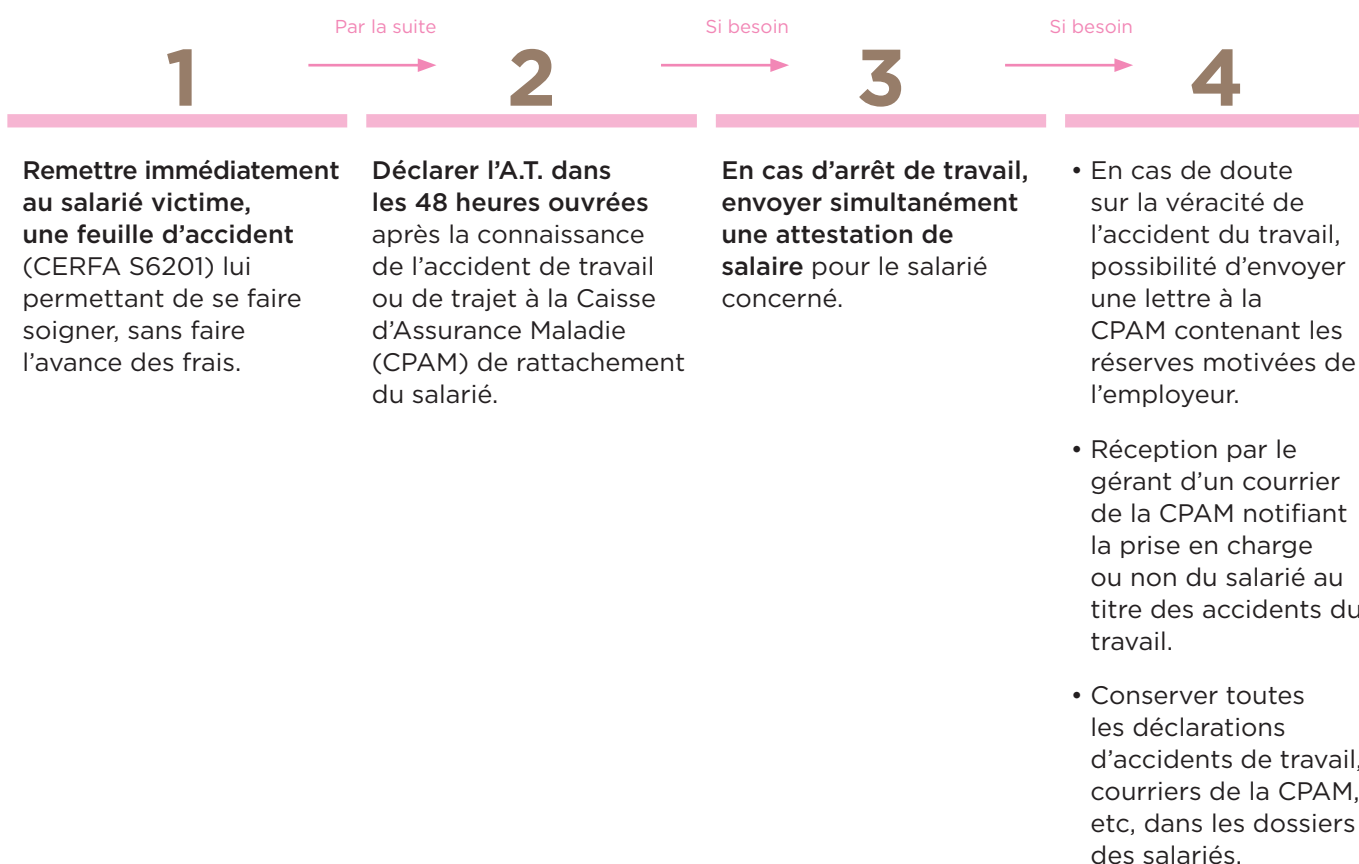 Par la suite
Si besoin
Si besoin
1
2
3
4
Remettre immédiatement
au salarié victime,
une feuille d’accident
(CERFA S6201) lui
permettant de se faire
soigner, sans faire
l’avance des frais.
Déclarer l’A.T. dans
les 48 heures ouvrées
après la connaissance
de l’accident de travail
ou de trajet à la Caisse
d’Assurance Maladie
(CPAM) de rattachement
du salarié.
En cas d’arrêt de travail,
envoyer simultanément
une attestation de
salaire pour le salarié
concerné.
• En cas de doute
sur la véracité de
l’accident du travail,
possibilité d’envoyer
une lettre à la
CPAM contenant les
réserves motivées de
l’employeur.
• Réception par le
gérant d’un courrier
de la CPAM notifiant
la prise en charge
ou non du salarié au
titre des accidents du
travail.
• Conserver toutes
les déclarations
d’accidents de travail,
courriers de la CPAM,
etc, dans les dossiers
des salariés.